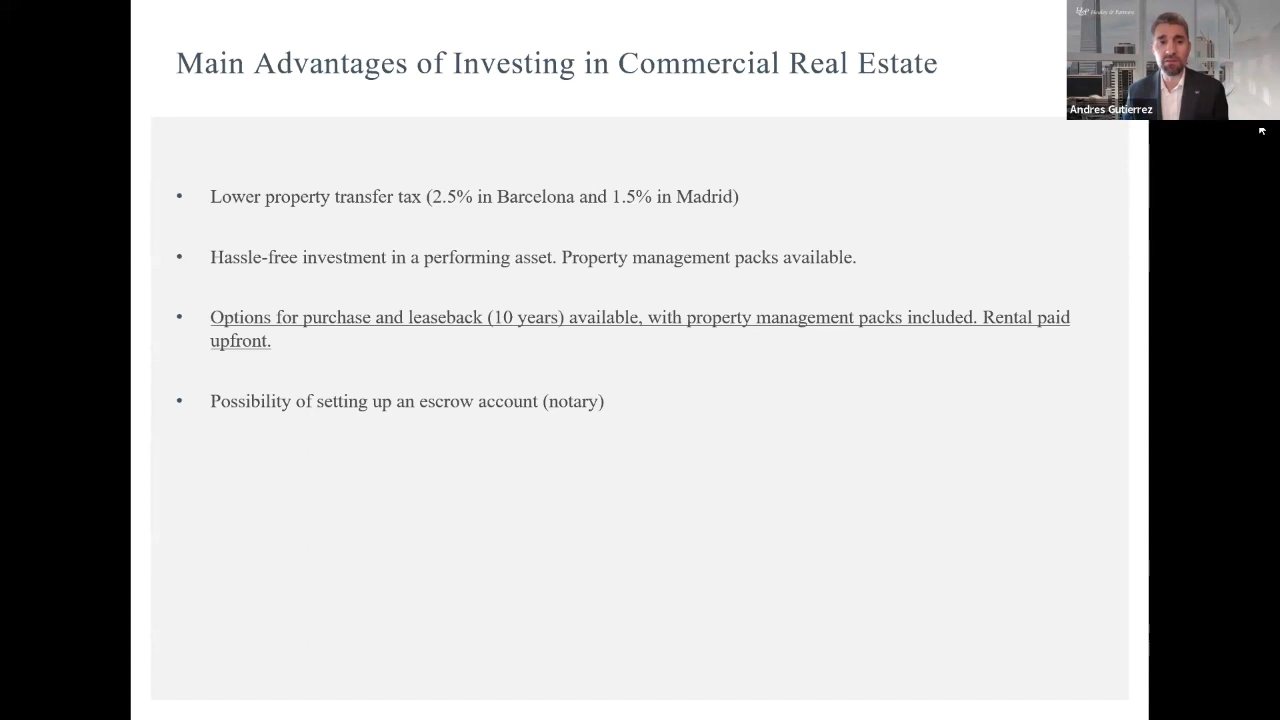 Main Advantages of Investing in Commercial Real Estate
Andres Gutierrez
• Lower property transfer tax (2.5% in Barcelona and 1.5% in Madrid)
• Hassle-free investment in a performing asset. Property management packs available.
• Options for purchase and leaseback (10 years) available, with property management packs included. Rental paid
upfront.
• Possibility of setting up an escrow account (notary)